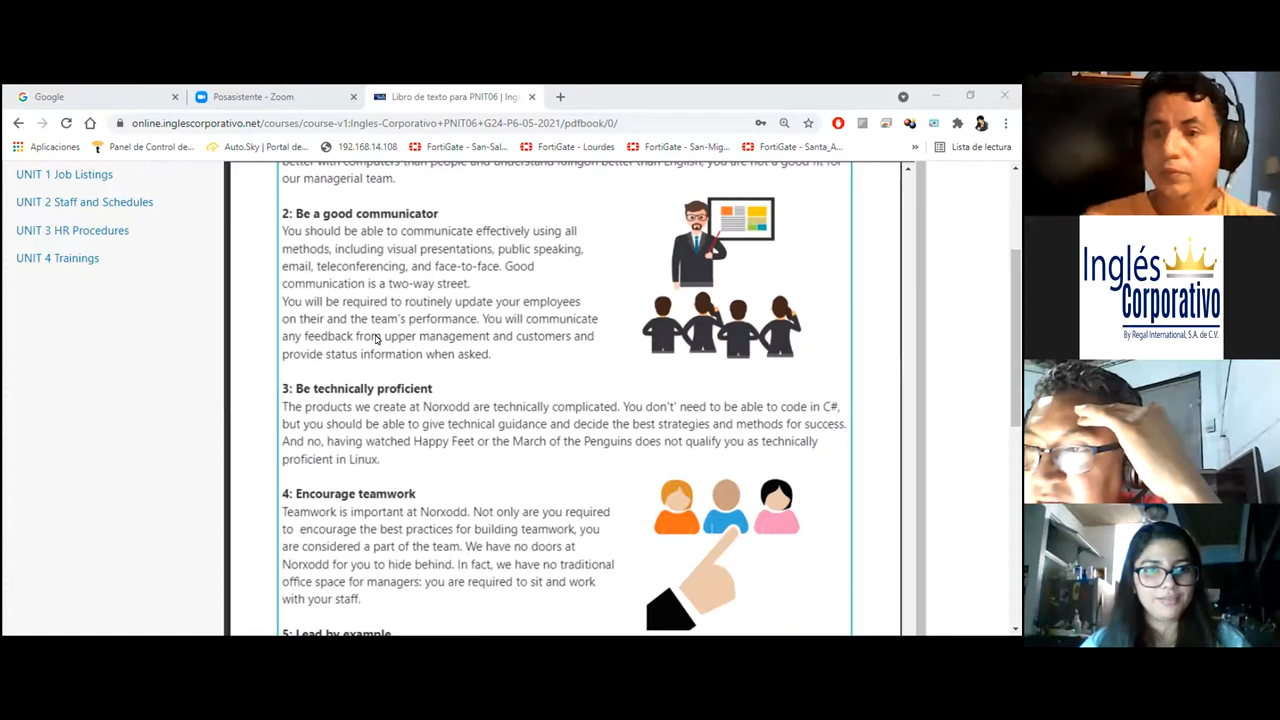 Google
Posasistente - Zoom
Libro de texto para PNIT06 | Ingl
online.inglescorporativo.net/courses/course-v1:Ingles-Corporativo+PNIT06+G24-P6-05-2021/pdfbook/0/
Aplicaciones
Panel de Control de...
Auto.Sky | Portal de...
192.168.14.108
FortiGate - San-Sal...
FortiGate - Lourdes
FortiGate - San-Mig...
FortiGate - Santa_A...
»
Lista de lectura
UNIT 1 Job Listings
UNIT 2 Staff and Schedules
UNIT 3 HR Procedures
UNIT 4 Trainings
better with computers than people and understand Klingon better than English, you are not a good fit for
our managerial team.
2: Be a good communicator
You should be able to communicate effectively using all
methods, including visual presentations, public speaking,
email, teleconferencing, and face-to-face. Good
communication is a two-way street.
You will be required to routinely update your employees
on their and the team's performance. You will communicate
any feedback from upper management and customers and
provide status information when asked.
3: Be technically proficient
The products we create at Norxodd are technically complicated. You don't' need to be able to code in C#,
but you should be able to give technical guidance and decide the best strategies and methods for success.
And no, having watched Happy Feet or the March of the Penguins does not qualify you as technically
proficient in Linux.
4: Encourage teamwork
Teamwork is important at Norxodd. Not only are you required
to encourage the best practices for building teamwork, you
are considered a part of the team. We have no doors at
Norxodd for you to hide behind. In fact, we have no traditional
office space for managers: you are required to sit and work
with your staff.
5: Lead by example
Inglés
Corporativo
By Regal International, S.A. de C.V.